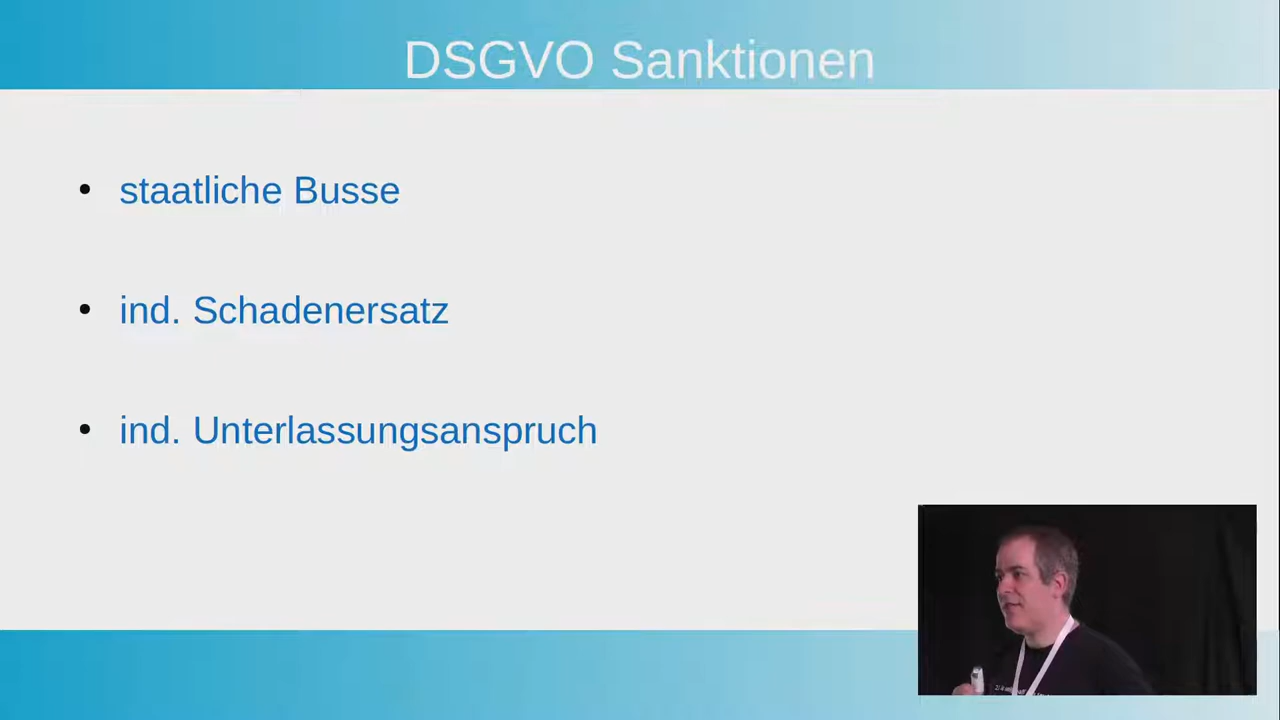 DSGVO Sanktionen
staatliche Busse
ind. Schadenersatz
ind. Unterlassungsanspruch